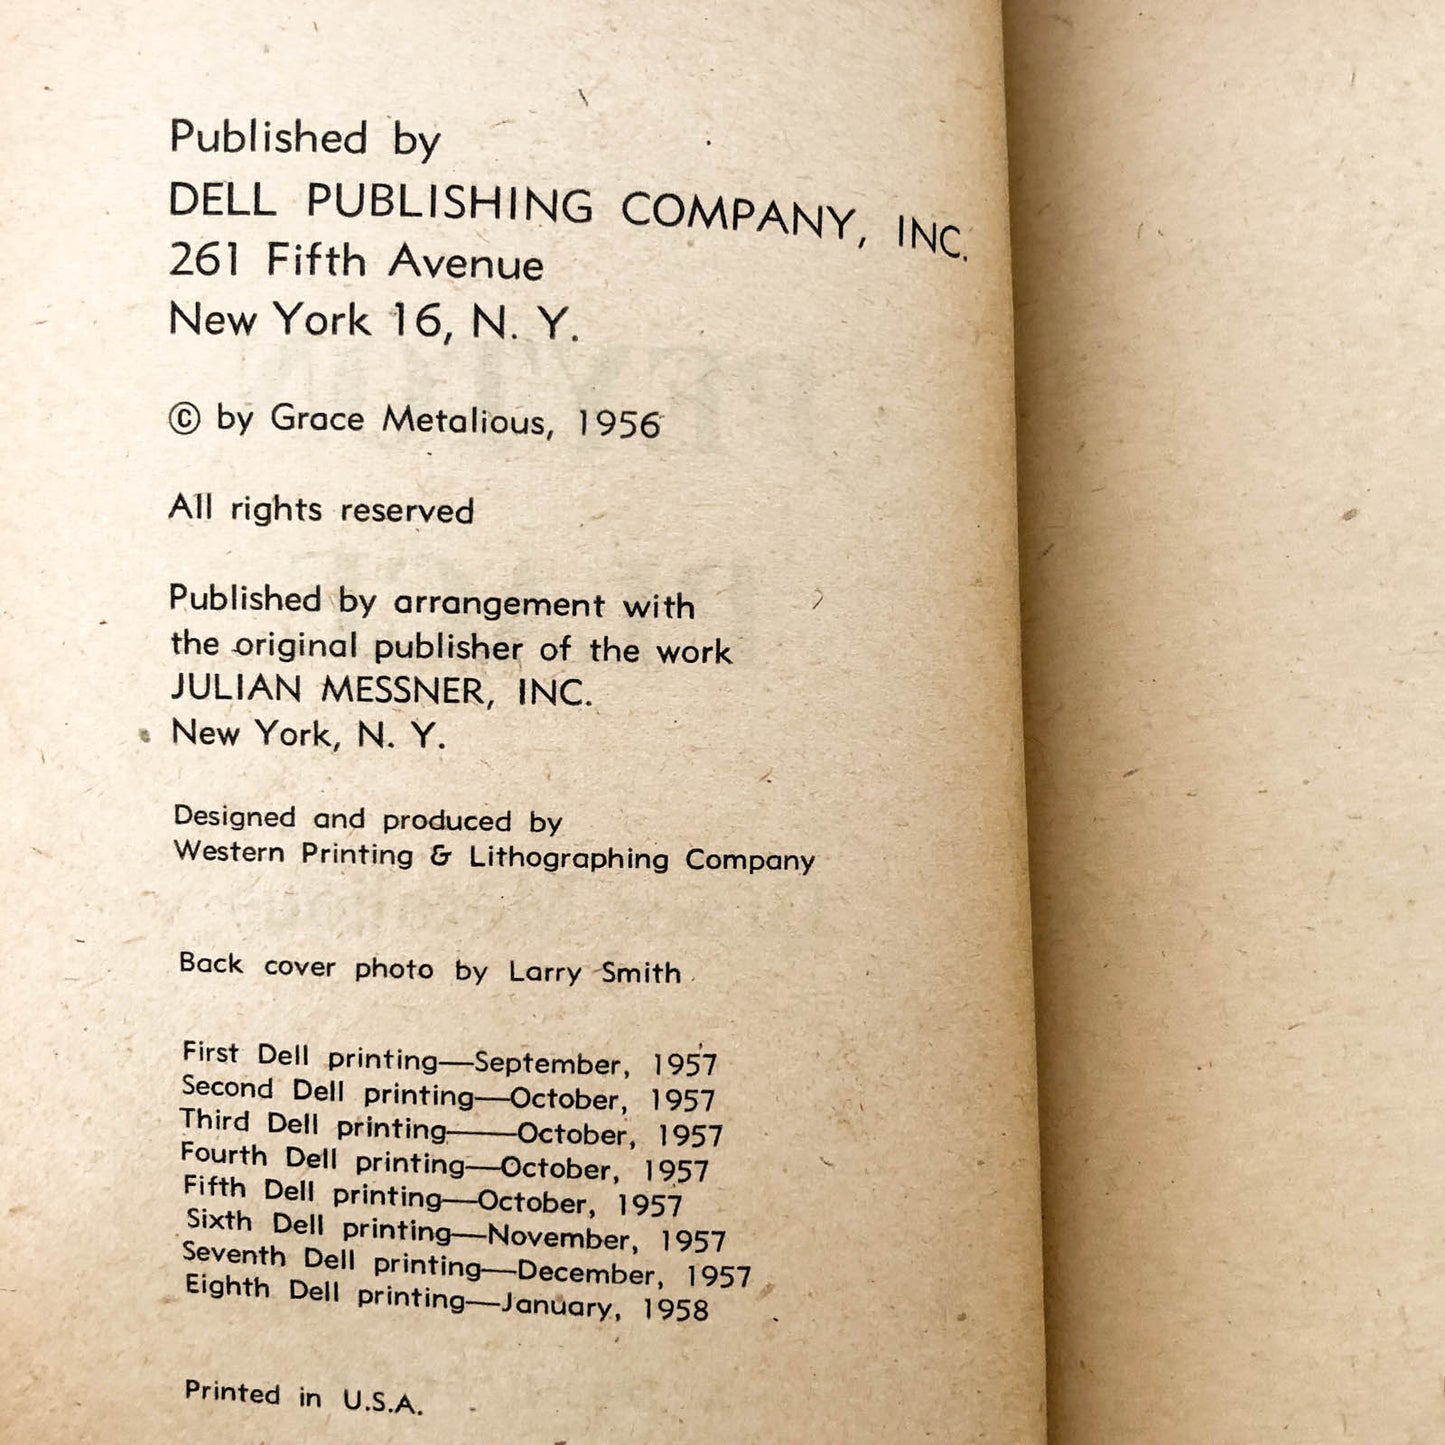 Published by
DELL PUBLISHING COMPANY, INC.
261 Fifth Avenue
New York 16, N. Y.
© by Grace Metalious, 1956
All rights reserved
Published by arrangement with
the original publisher of the work
JULIAN MESSNER, INC.
New York, N. Y.
Designed and produced by
Western Printing & Lithographing Company
Back cover photo by Larry Smith
First Dell printing—September, 1957
Second Dell printing—October, 1957
Third Dell printing——October, 1957
Fourth Dell printing—October, 1957
Fifth Dell printing—October, 1957
Sixth Dell printing—November, 1957
Seventh Dell printing—December, 1957
Eighth Dell printing—January, 1958
Printed in U.S.A.